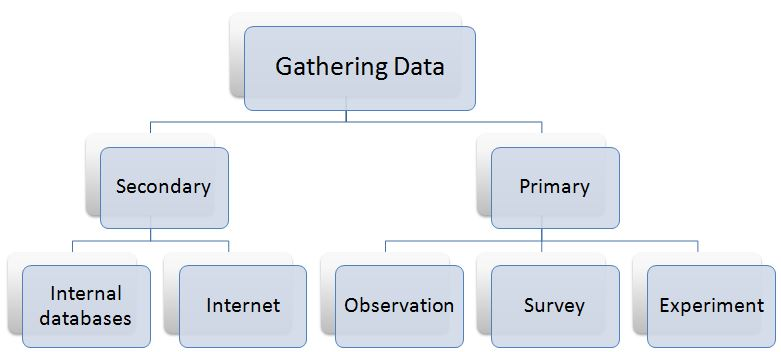 Gathering Data
Secondary
Primary
Internal
databases
Internet
Observation
Survey
Experiment